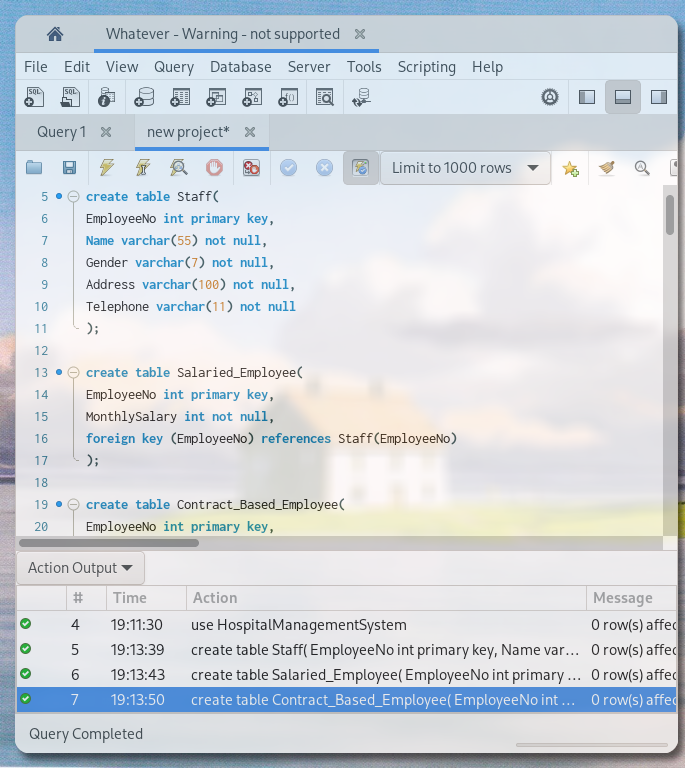 Whatever - Warning - not supported
File Edit View Query Database Server Tools Scripting Help
SQL SQL
Query 1 new project*
Limit to 1000 rows
5 create table Staff(
6 EmployeeNo int primary key,
7 Name varchar(55) not null,
8 Gender varchar(7) not null,
9 Address varchar(100) not null,
10 Telephone varchar(11) not null
11 );
12
13 create table Salaried_Employee(
14 EmployeeNo int primary key,
15 MonthlySalary int not null,
16 foreign key (EmployeeNo) references Staff(EmployeeNo)
17 );
18
19 create table Contract_Based_Employee(
20 EmployeeNo int primary key,
Action Output
# Time Action Message
4 19:11:30 use HospitalManagementSystem 0 row(s) affec
5 19:13:39 create table Staff( EmployeeNo int primary key, Name var... 0 row(s) affec
6 19:13:43 create table Salaried_Employee( EmployeeNo int primary ... 0 row(s) affec
7 19:13:50 create table Contract_Based_Employee( EmployeeNo int ... 0 row(s) affec
Query Completed